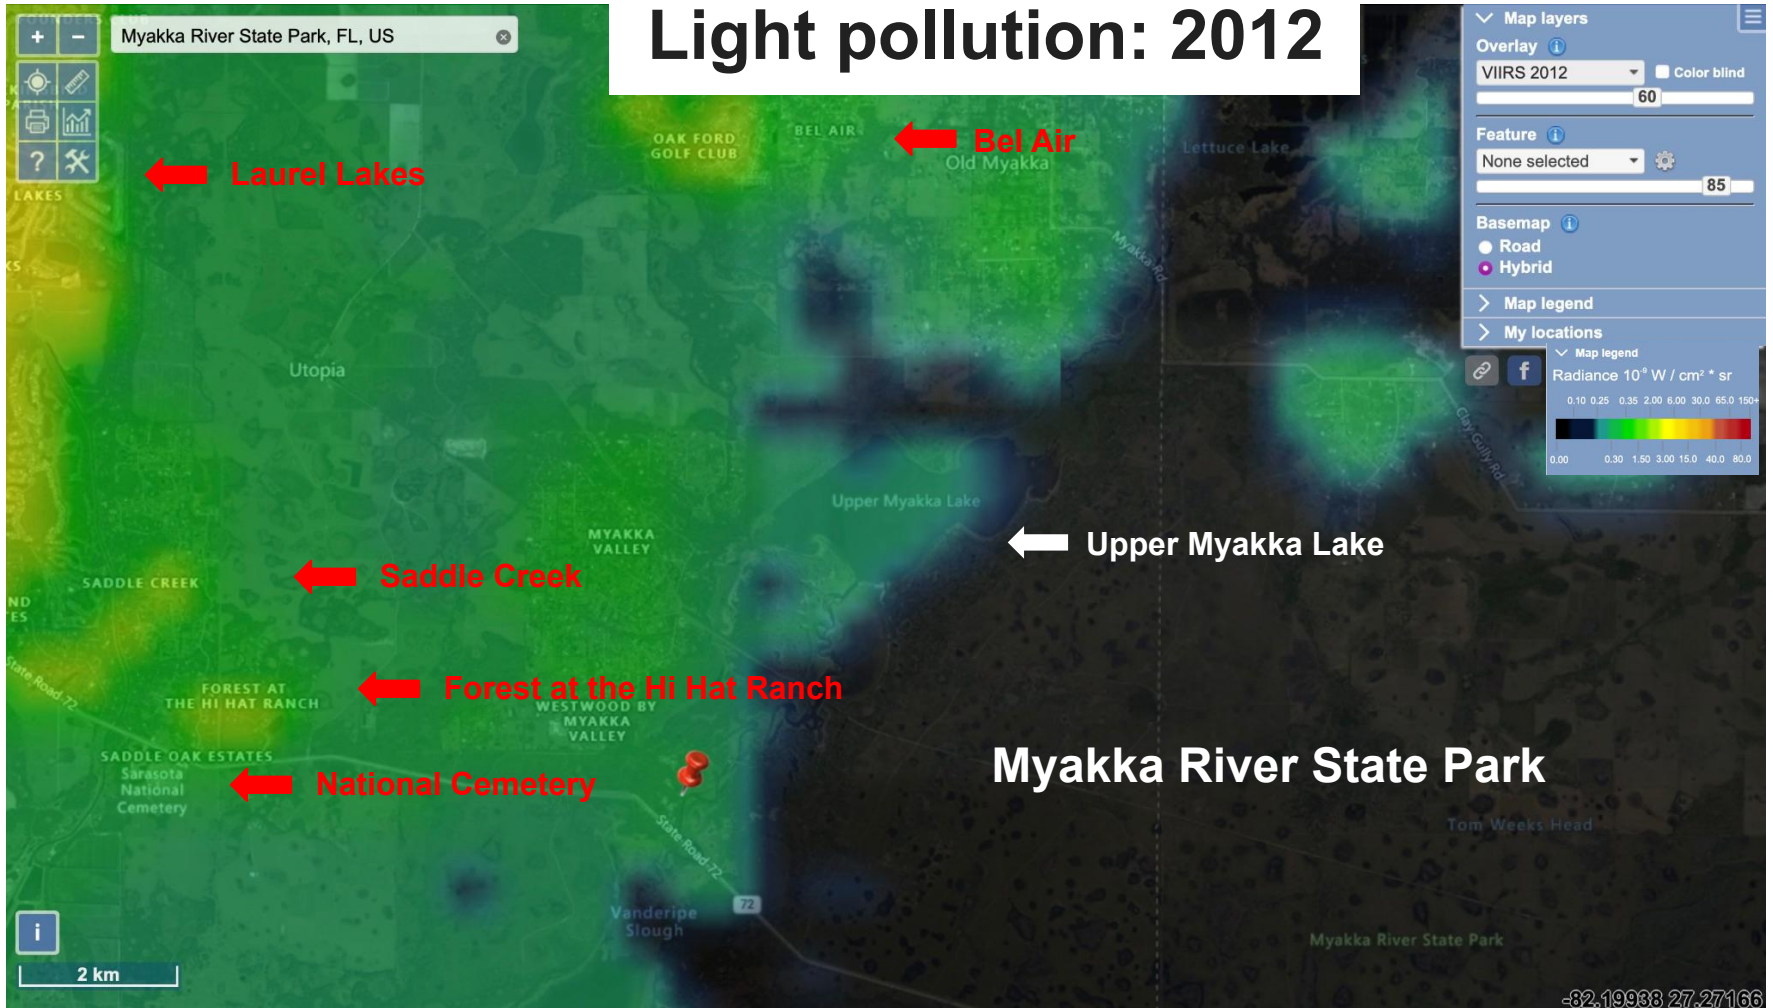 Light pollution: 2012
FOUNDERS CLUB
+ −
Myakka River State Park, FL, US
?
LAKES
Laurel Lakes
OAK FORD
GOLF CLUB
BEL AIR
Bel Air
Old Myakka
Lettuce Lake
Myakka Rd
Utopia
Upper Myakka Lake
Upper Myakka Lake
MYAKKA
VALLEY
SADDLE CREEK
Saddle Creek
State Road 72
FOREST AT
THE HI HAT RANCH
Forest at the Hi Hat Ranch
WESTWOOD BY
MYAKKA
VALLEY
SADDLE OAK ESTATES
Sarasota
National
Cemetery
National Cemetery
Myakka River State Park
Tom Weeks Head
State Road 72
72
Vanderipe
Slough
Myakka River State Park
Clay Gully Rd
i
2 km
-82.19938 27.27166
Map layers
Overlay i
VIIRS 2012
Color blind
60
Feature i
None selected
85
Basemap i
Road
Hybrid
Map legend
My locations
f
Map legend
Radiance 10⁻⁹ W / cm² * sr
0.10 0.25 0.35 2.00 6.00 30.0 65.0 150+
0.00 0.30 1.50 3.00 15.0 40.0 80.0